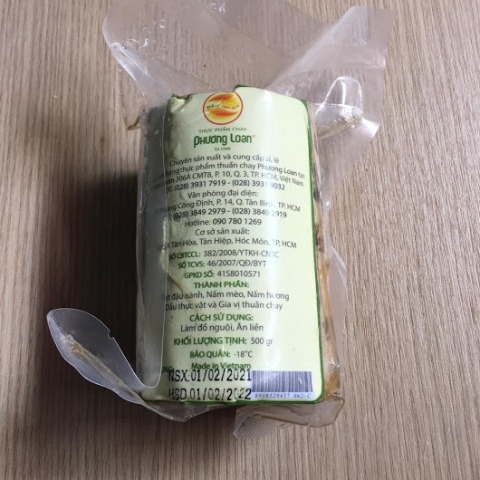 THỰC PHẨM CHAY
Phương Loan
Chuyên sản xuất và cung cấp sỉ, lẻ
thực phẩm thuần chay Phương Loan tại
206A CMT8, P. 10, Q. 3, TP. HCM, Việt Nam
(028) 3931 7919 - (028) 3931 9032
Văn phòng đại diện:
Công Định, P. 14, Q. Tân Bình, TP. HCM
(028) 3849 2979 - (028) 3849 2919
Hotline: 090 780 1269
Cơ sở sản xuất:
Tân Hòa, Tân Hiệp, Hóc Môn, TP. HCM
SỐ CBTCCL: 382/2008/YTKH-CNTC
SỐ TCVS: 46/2007/QĐ/BYT
GPKD SỐ: 41S8010571
THÀNH PHẦN:
đậu nành, Nấm mèo, Nấm hương
Dầu thực vật và Gia vị thuần chay
CÁCH SỬ DỤNG:
Làm đồ nguội, Ăn liền
KHỐI LƯỢNG TỊNH: 500 gr
BẢO QUẢN: -18°C
Made in Vietnam
NSX:01/02/2021
HSD:01/02/2022